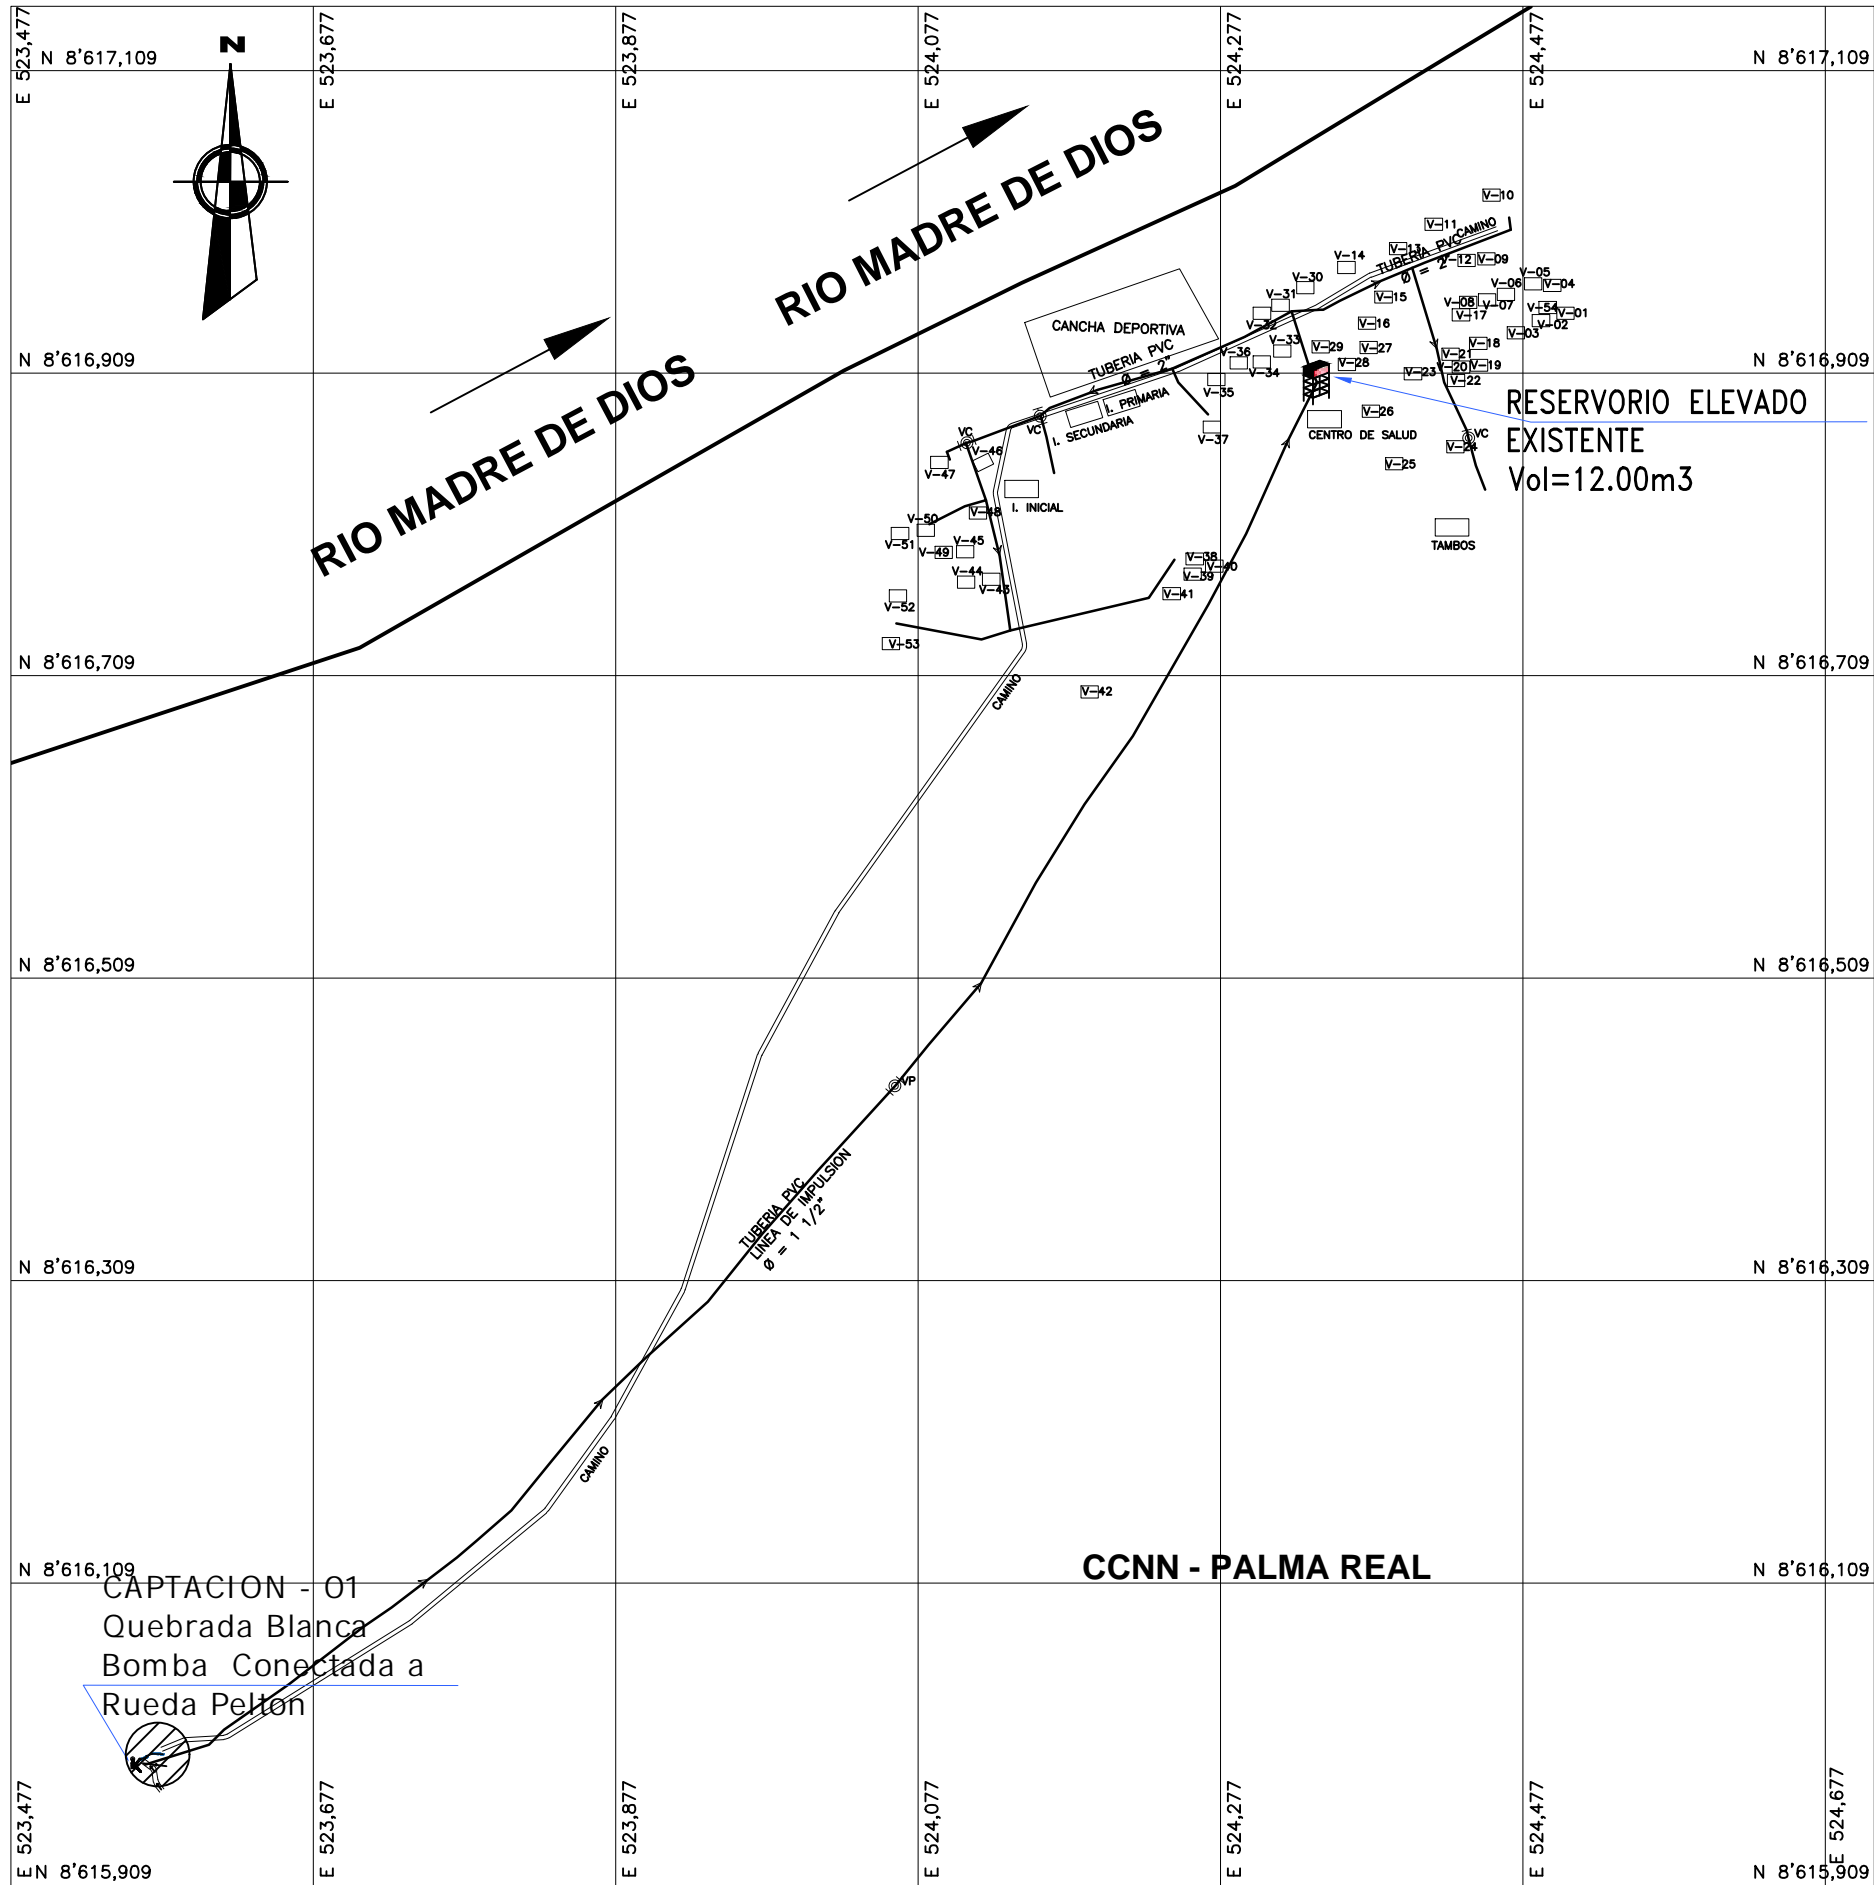 E 523,477
E 523,677
E 523,877
E 524,077
E 524,277
E 524,477
N 8'617,109
N 8'617,109
N
RIO MADRE DE DIOS
RIO MADRE DE DIOS
V-10
V-11
CAMINO
V-13
TUBERIA PVC
Ø = 2"
V-14
V-12
V-09
V-30
V-05
V-04
V-06
V-15
V-31
V-08
V-07
V-54
V-01
V-32
V-17
V-02
CANCHA DEPORTIVA
V-16
V-03
V-33
V-29
V-27
V-18
V-36
V-21
N 8'616,909
N 8'616,909
TUBERIA PVC
Ø = 2"
V-34
V-28
V-20
V-19
V-23
V-22
V-35
I. PRIMARIA
I. SECUNDARIA
V-26
RESERVORIO ELEVADO
EXISTENTE
Vol=12.00m3
VC
VC
VC
V-37
CENTRO DE SALUD
V-24
V-46
V-47
V-25
I. INICIAL
V-48
V-50
V-51
V-49
V-45
TAMBOS
V-38
V-40
V-39
V-44
V-43
V-41
V-52
V-53
N 8'616,709
N 8'616,709
CAMINO
V-42
N 8'616,509
N 8'616,509
VP
TUBERIA PVC
LINEA DE IMPULSION
Ø = 1 1/2"
N 8'616,309
N 8'616,309
CAMINO
CCNN - PALMA REAL
N 8'616,109
N 8'616,109
CAPTACION - 01
Quebrada Blanca
Bomba Conectada a
Rueda Pelton
E 523,477
E 523,677
E 523,877
E 524,077
E 524,277
E 524,477
E 524,677
N 8'615,909
N 8'615,909